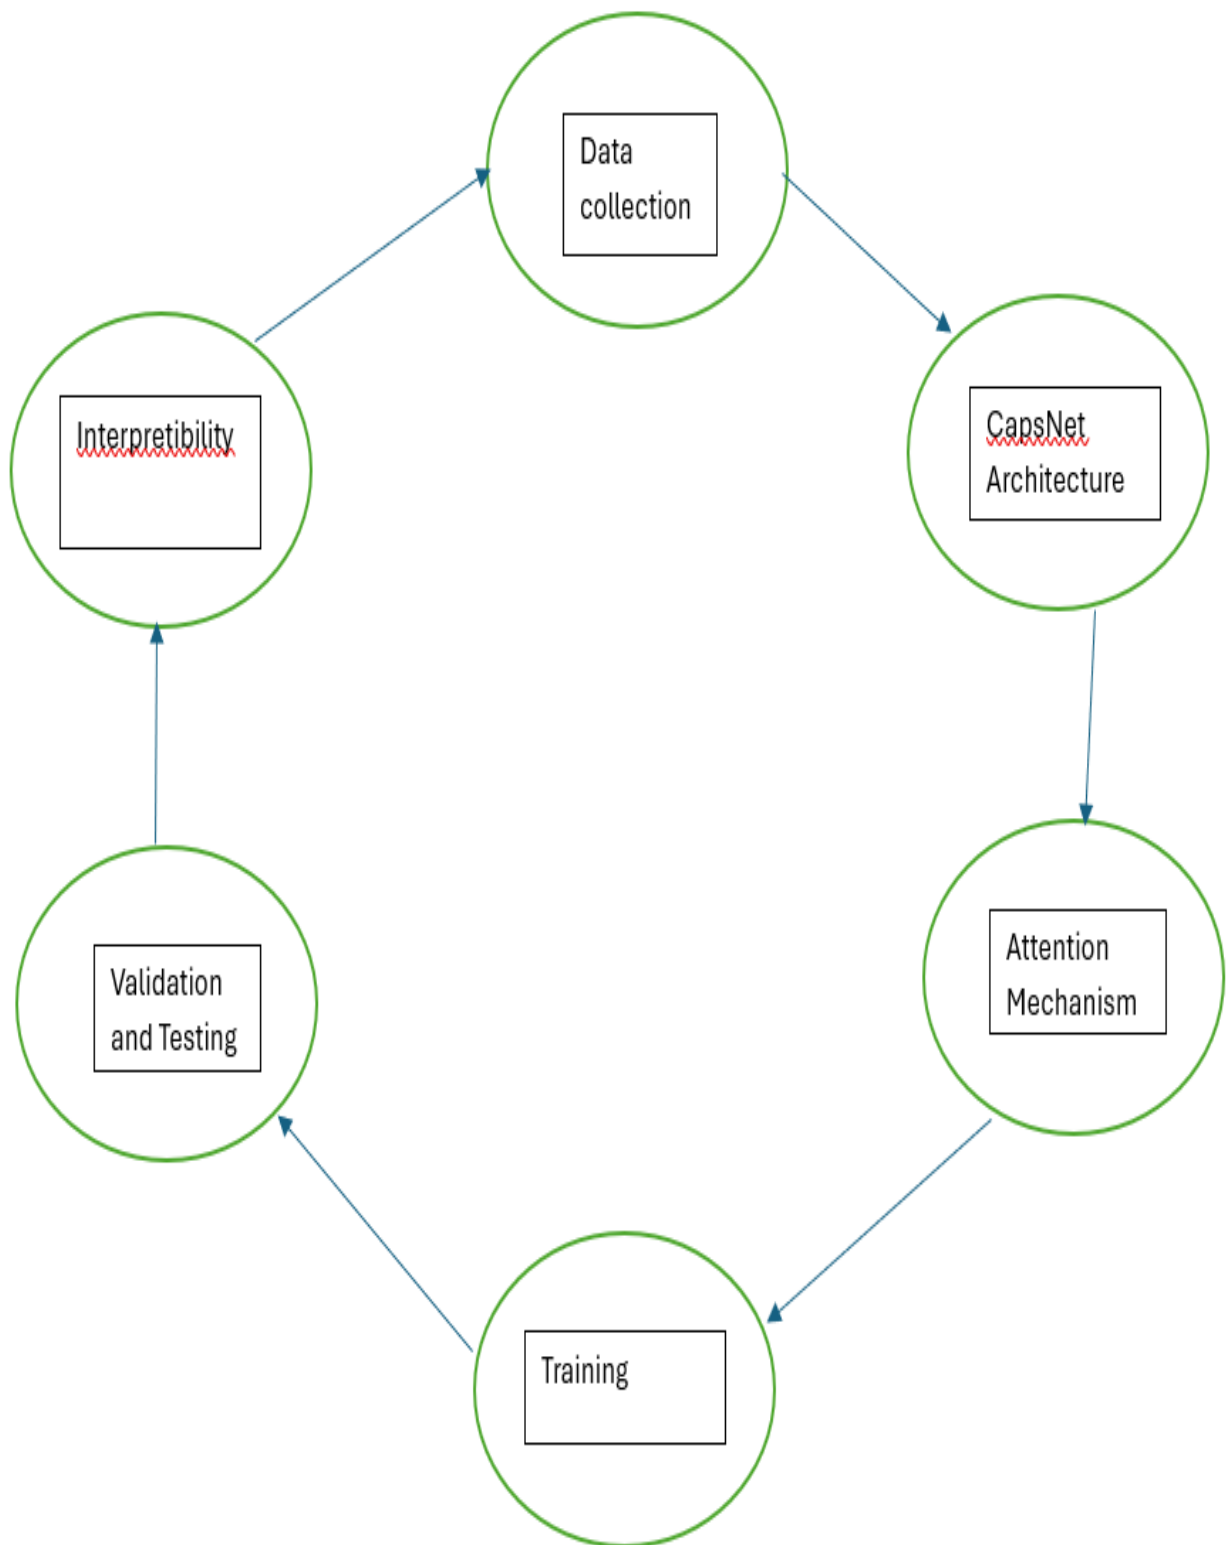 Data
collection
CapsNet
Architecture
Attention
Mechanism
Training
Validation
and Testing
Interpretibility